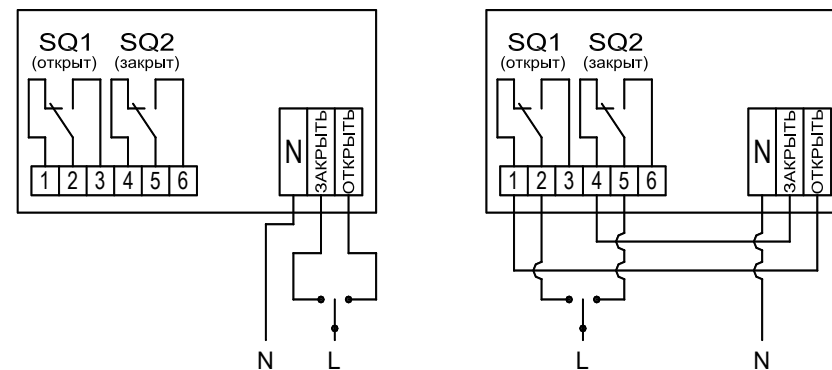 SQ1 SQ2
(открыт) (закрыт)
1 2 3 4 5 6
N ЗАКРЫТЬ ОТКРЫТЬ
N L
SQ1 SQ2
(открыт) (закрыт)
1 2 3 4 5 6
N ЗАКРЫТЬ ОТКРЫТЬ
L N